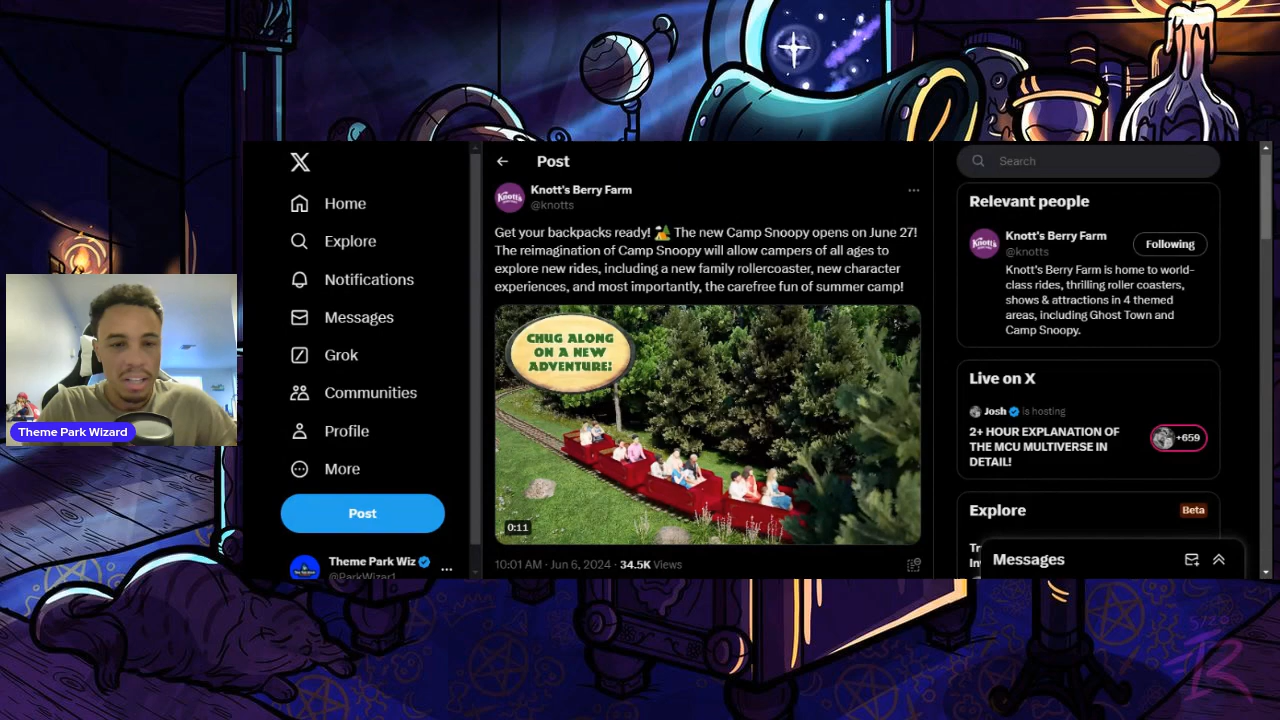 Home
Explore
Notifications
Messages
Grok
Communities
Profile
More
Post
Theme Park Wiz
@ParkWizar1
Theme Park Wizard
Post
Knott's Berry Farm
@knotts
Get your backpacks ready! 🏕️ The new Camp Snoopy opens on June 27!
The reimagination of Camp Snoopy will allow campers of all ages to
explore new rides, including a new family rollercoaster, new character
experiences, and most importantly, the carefree fun of summer camp!
CHUG ALONG
ON A NEW
ADVENTURE!
0:11
10:01 AM · Jun 6, 2024 · 34.5K Views
Search
Relevant people
Knott's Berry Farm
@knotts
Following
Knott's Berry Farm is home to world-
class rides, thrilling roller coasters,
shows & attractions in 4 themed
areas, including Ghost Town and
Camp Snoopy.
Live on X
Josh is hosting
2+ HOUR EXPLANATION OF
THE MCU MULTIVERSE IN
DETAIL!
+659
Explore
Beta
Messages